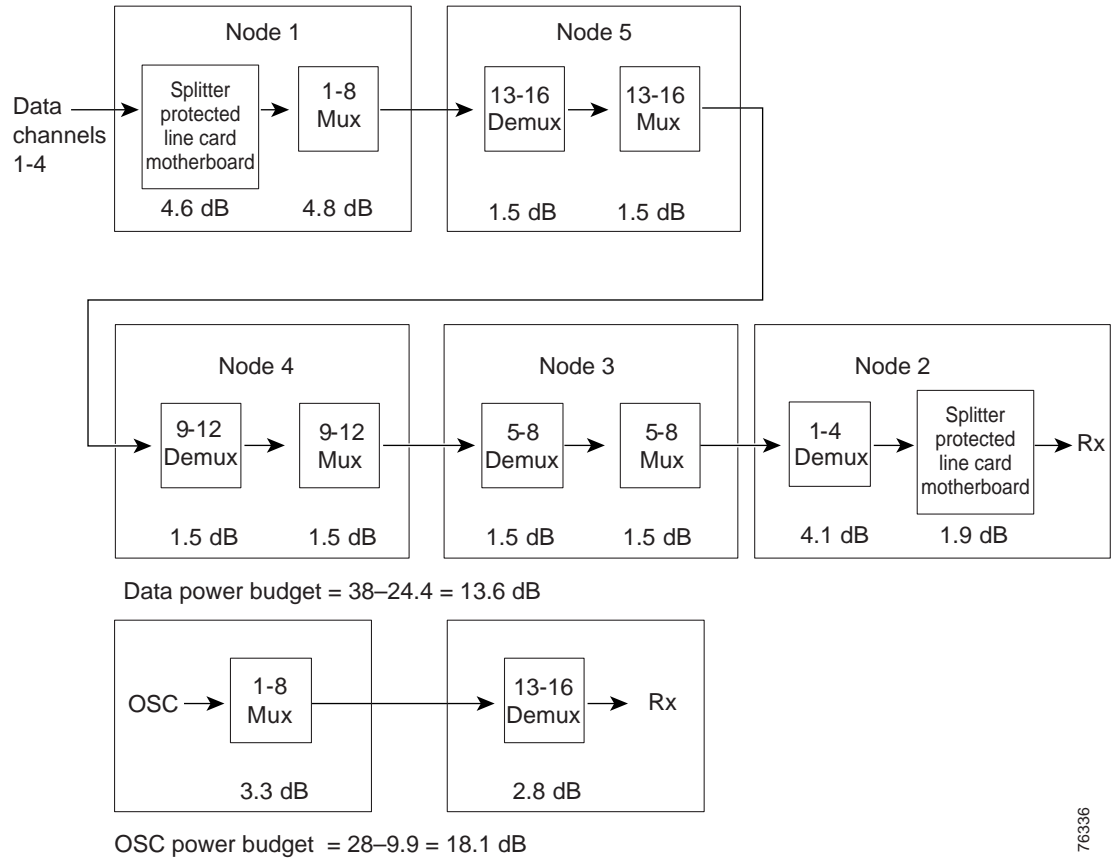 Node 1
Node 5
Data
channels
1-4
Splitter
protected
line card
motherboard
1-8
Mux
13-16
Demux
13-16
Mux
4.6 dB
4.8 dB
1.5 dB
1.5 dB
Node 4
Node 3
Node 2
9-12
Demux
9-12
Mux
5-8
Demux
5-8
Mux
1-4
Demux
Splitter
protected
line card
motherboard
Rx
1.5 dB
1.5 dB
1.5 dB
1.5 dB
4.1 dB
1.9 dB
Data power budget = 38–24.4 = 13.6 dB
OSC
1-8
Mux
13-16
Demux
Rx
3.3 dB
2.8 dB
OSC power budget = 28–9.9 = 18.1 dB
76336